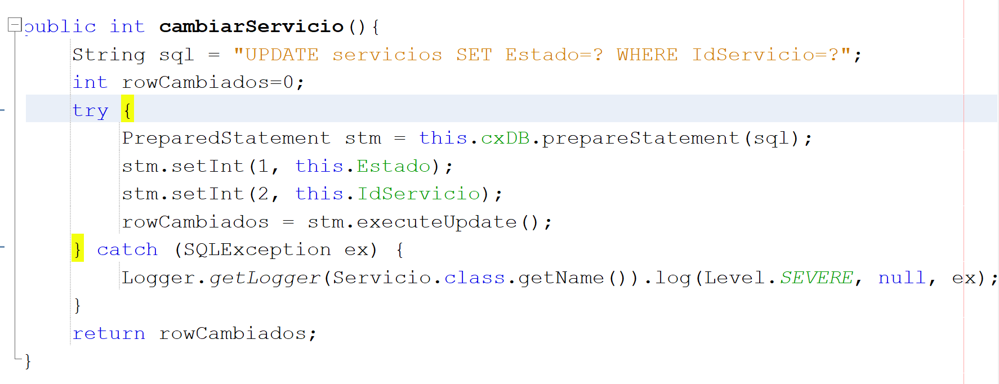 public int cambiarServicio(){
String sql = "UPDATE servicios SET Estado=? WHERE IdServicio=?";
int rowCambiados=0;
try {
PreparedStatement stm = this.cxDB.prepareStatement(sql);
stm.setInt(1, this.Estado);
stm.setInt(2, this.IdServicio);
rowCambiados = stm.executeUpdate();
} catch (SQLException ex) {
Logger.getLogger(Servicio.class.getName()).log(Level.SEVERE, null, ex);
}
return rowCambiados;
}